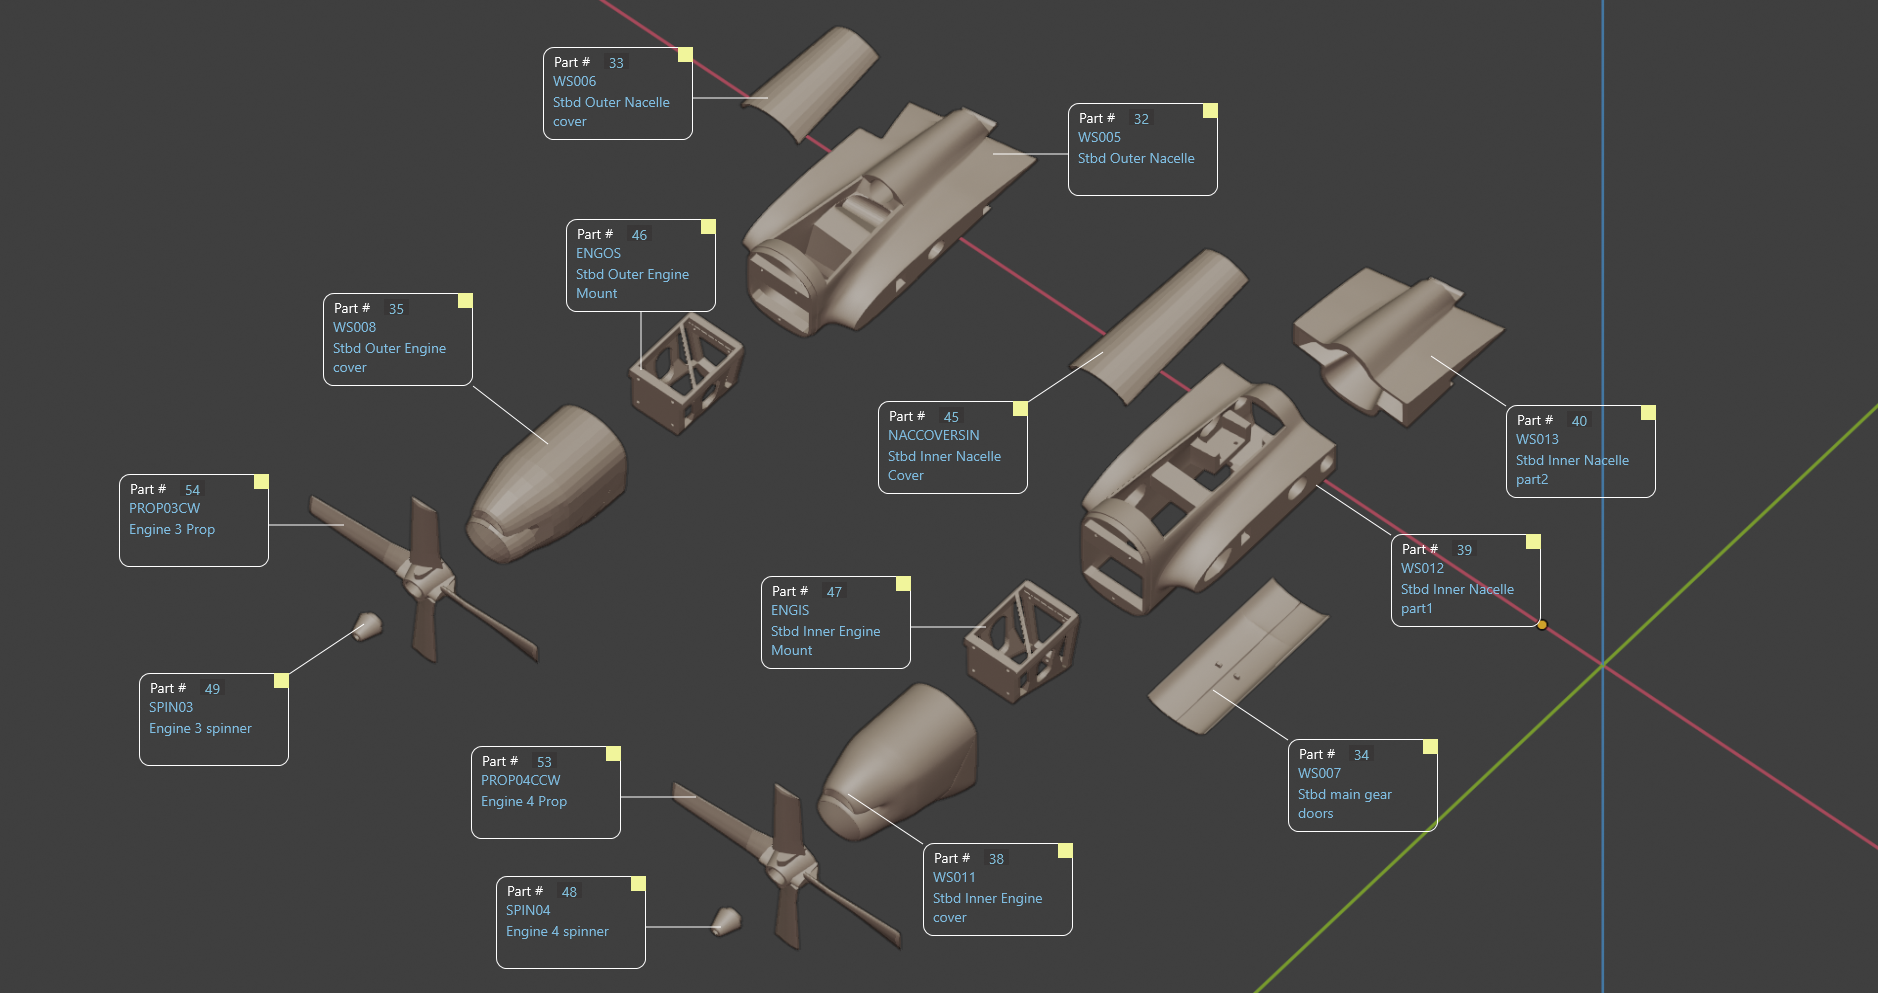 Part # 33
WS006
Stbd Outer Nacelle
cover
Part # 32
WS005
Stbd Outer Nacelle
Part # 46
ENGOS
Stbd Outer Engine
Mount
Part # 35
WS008
Stbd Outer Engine
cover
Part # 45
NACCOVERSIN
Stbd Inner Nacelle
Cover
Part # 40
WS013
Stbd Inner Nacelle
part2
Part # 54
PROP03CW
Engine 3 Prop
Part # 39
WS012
Stbd Inner Nacelle
part1
Part # 47
ENGIS
Stbd Inner Engine
Mount
Part # 49
SPIN03
Engine 3 spinner
Part # 34
WS007
Stbd main gear
doors
Part # 53
PROP04CCW
Engine 4 Prop
Part # 38
WS011
Stbd Inner Engine
cover
Part # 48
SPIN04
Engine 4 spinner